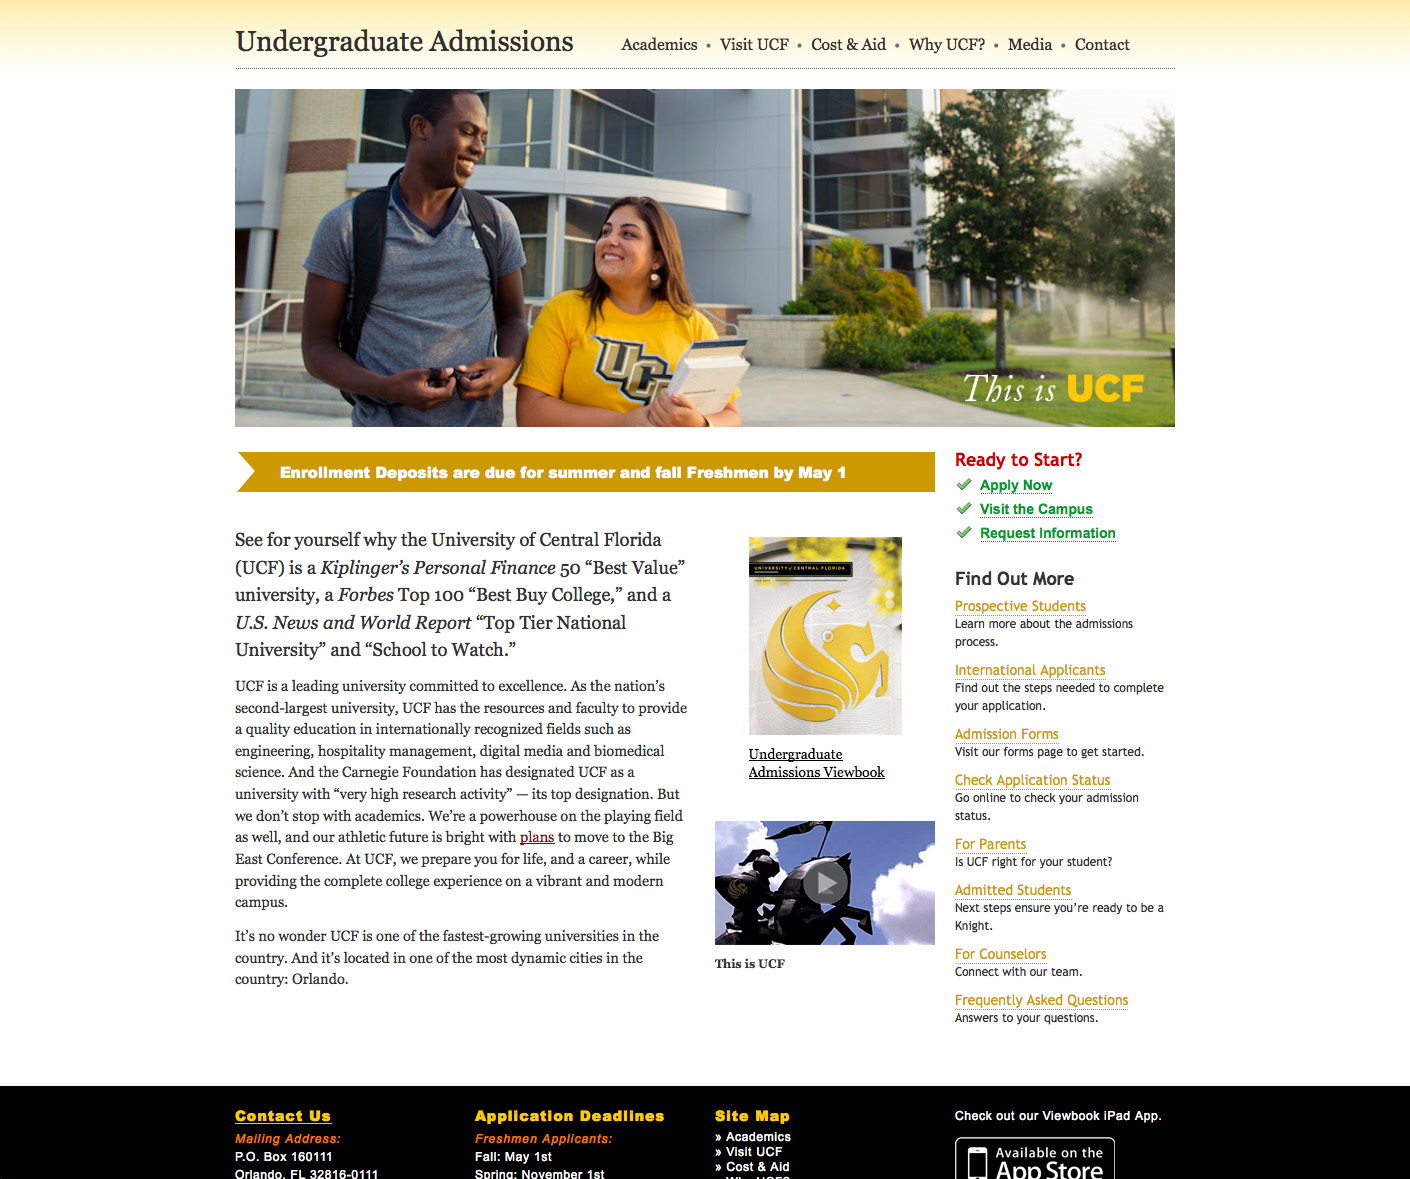 Undergraduate Admissions
Academics • Visit UCF • Cost & Aid • Why UCF? • Media • Contact
UCF
This is UCF
Enrollment Deposits are due for summer and fall Freshmen by May 1
See for yourself why the University of Central Florida
(UCF) is a Kiplinger’s Personal Finance 50 “Best Value”
university, a Forbes Top 100 “Best Buy College,” and a
U.S. News and World Report “Top Tier National
University” and “School to Watch.”
UCF is a leading university committed to excellence. As the nation’s
second-largest university, UCF has the resources and faculty to provide
a quality education in internationally recognized fields such as
engineering, hospitality management, digital media and biomedical
science. And the Carnegie Foundation has designated UCF as a
university with “very high research activity” — its top designation. But
we don’t stop with academics. We’re a powerhouse on the playing field
as well, and our athletic future is bright with plans to move to the Big
East Conference. At UCF, we prepare you for life, and a career, while
providing the complete college experience on a vibrant and modern
campus.
It’s no wonder UCF is one of the fastest-growing universities in the
country. And it’s located in one of the most dynamic cities in the
country: Orlando.
UNIVERSITY of CENTRAL FLORIDA
Undergraduate
Admissions Viewbook
This is UCF
Ready to Start?
Apply Now
Visit the Campus
Request Information
Find Out More
Prospective Students
Learn more about the admissions
process.
International Applicants
Find out the steps needed to complete
your application.
Admission Forms
Visit our forms page to get started.
Check Application Status
Go online to check your admission
status.
For Parents
Is UCF right for your student?
Admitted Students
Next steps ensure you’re ready to be a
Knight.
For Counselors
Connect with our team.
Frequently Asked Questions
Answers to your questions.
Contact Us
Mailing Address:
P.O. Box 160111
Orlando, FL 32816-0111
Application Deadlines
Freshmen Applicants:
Fall: May 1st
Spring: November 1st
Site Map
» Academics
» Visit UCF
» Cost & Aid
» Why UCF?
Check out our Viewbook iPad App.
Available on the
App Store